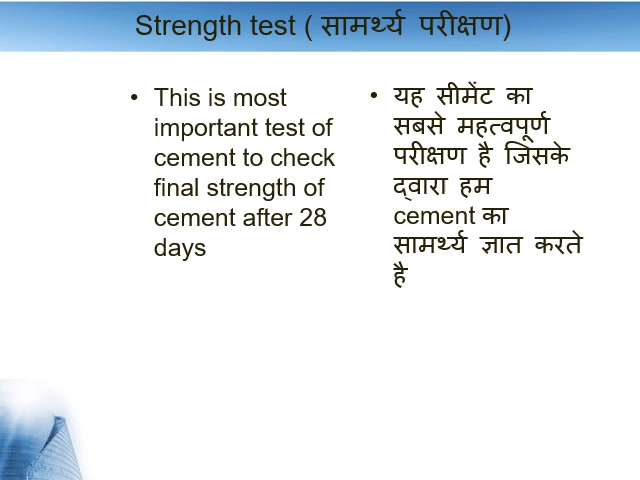 Strength test ( सामर्थ्य परीक्षण)
• This is most
important test of
cement to check
final strength of
cement after 28
days
• यह सीमेंट का
सबसे महत्वपूर्ण
परीक्षण है जिसके
द्वारा हम
cement का
सामर्थ्य ज्ञात करते
है